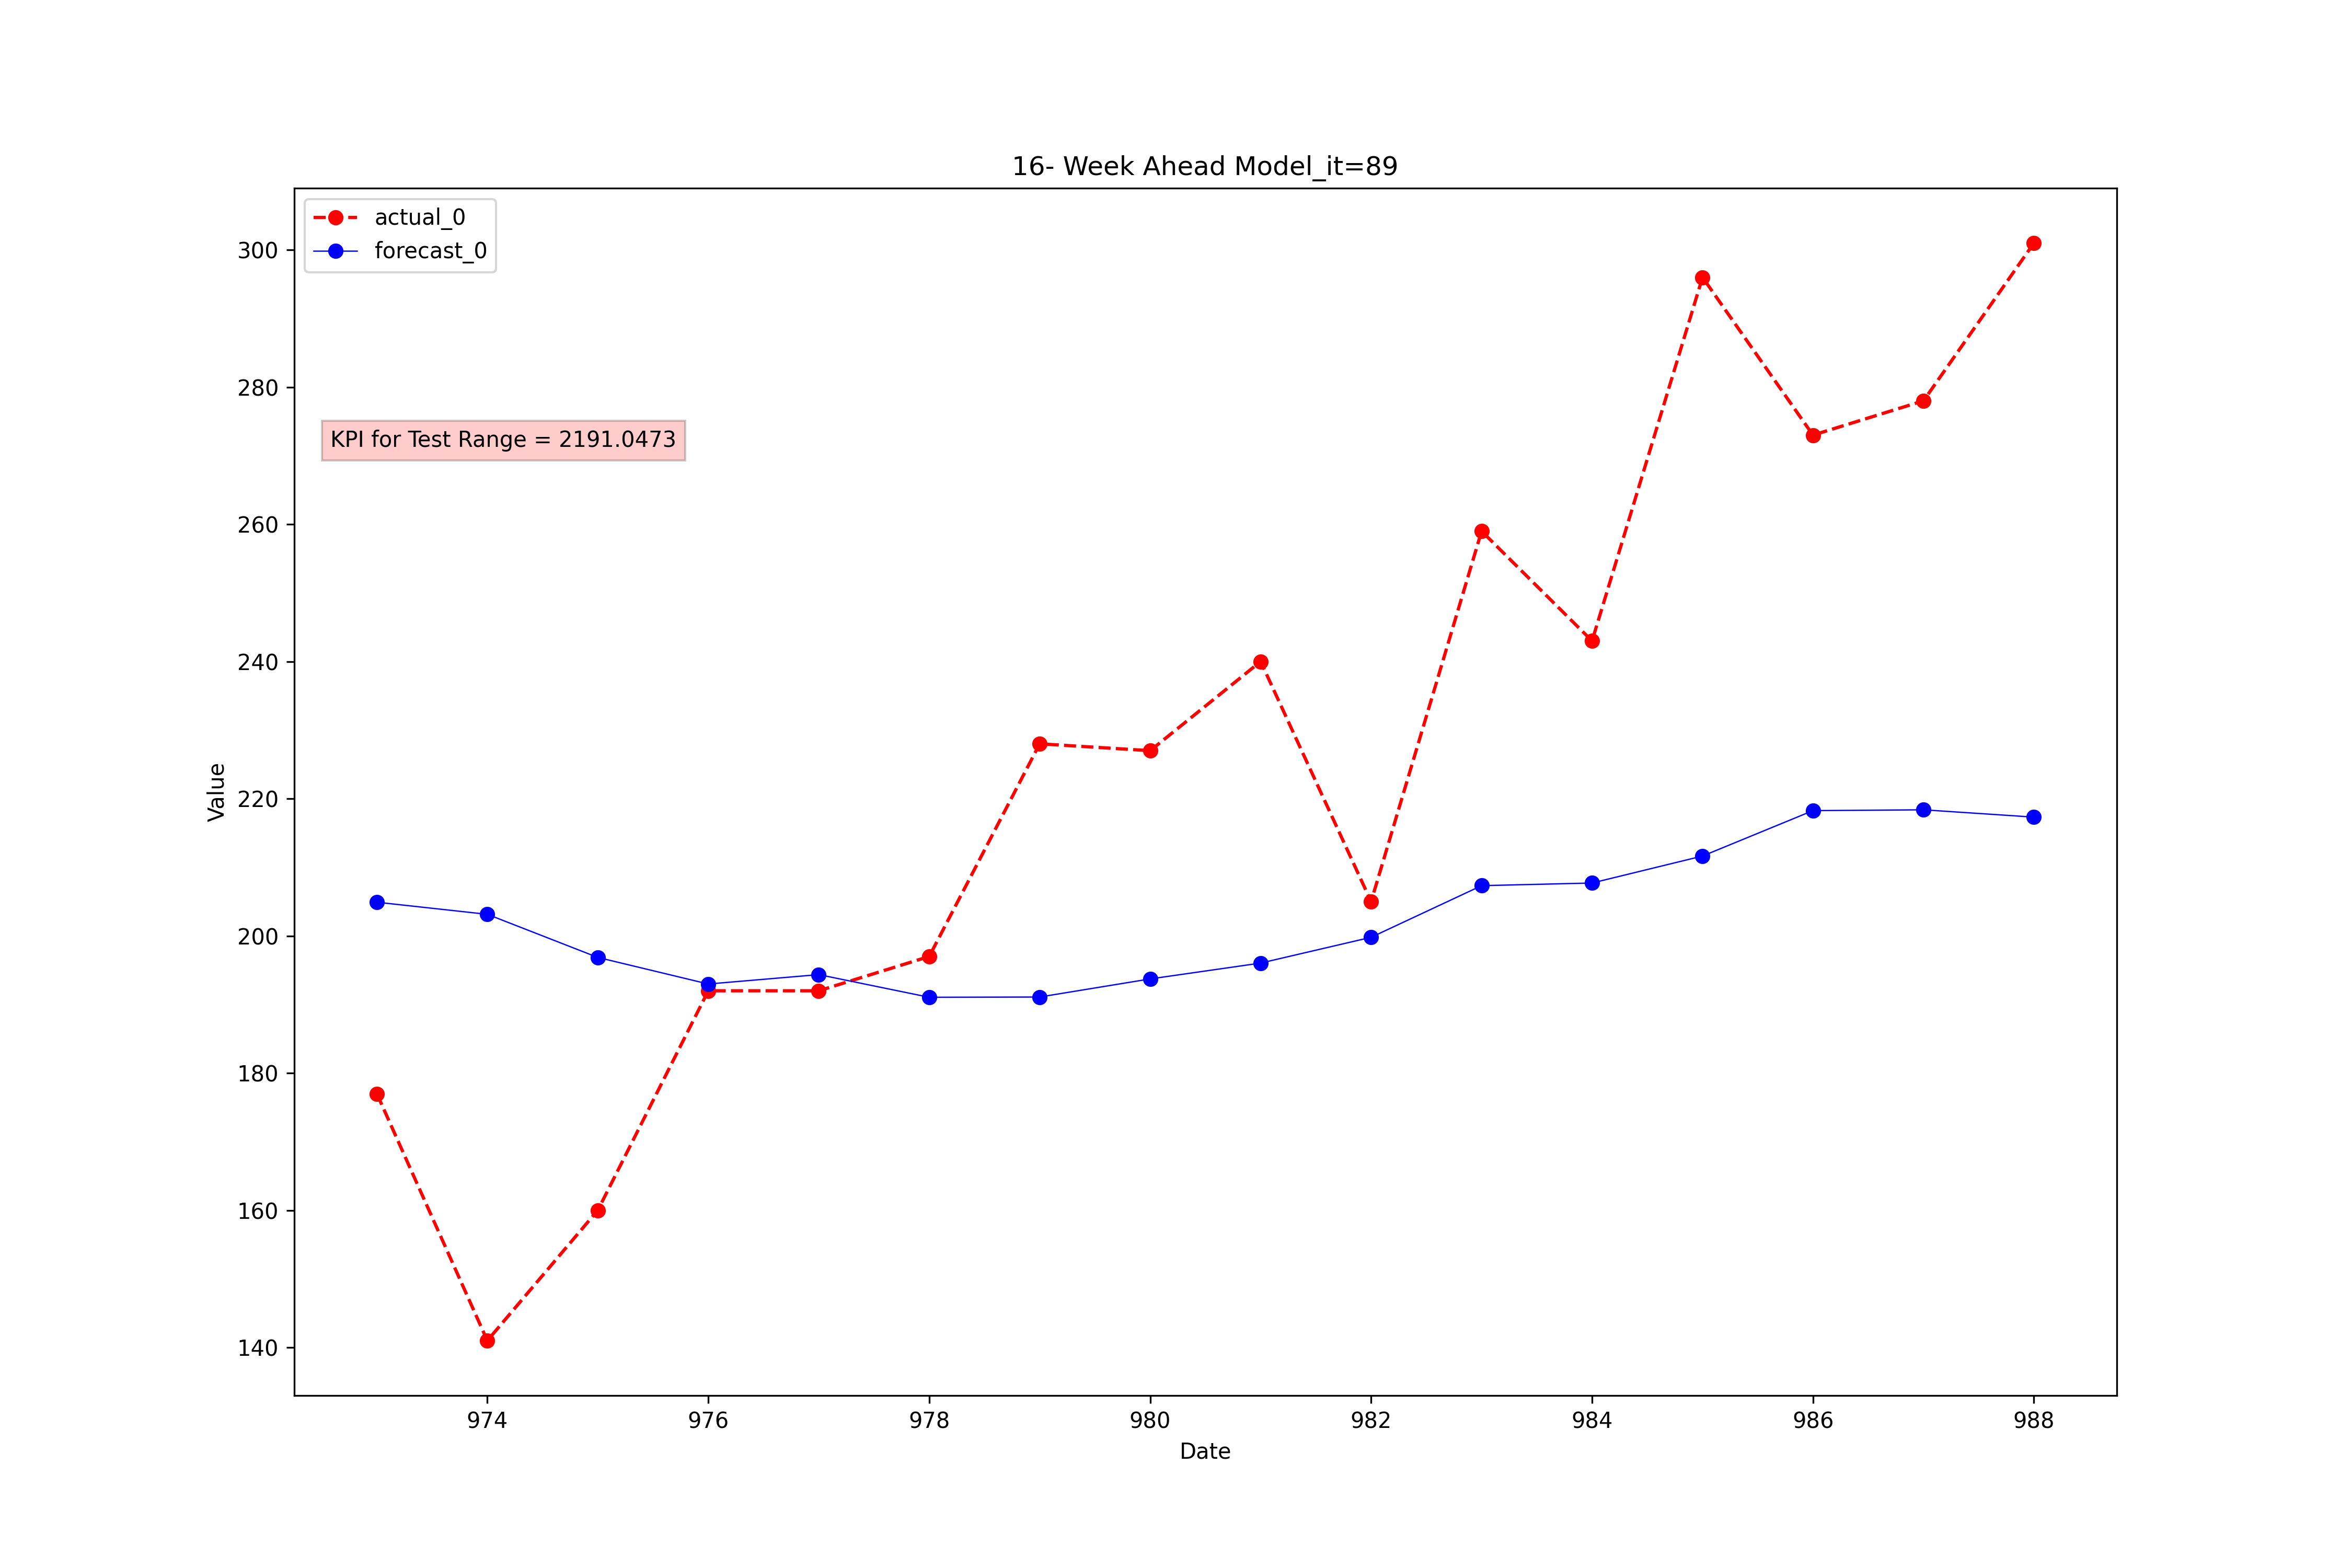 16- Week Ahead Model_it=89
actual_0
forecast_0
KPI for Test Range = 2191.0473
300
280
260
240
220
200
180
160
140
Value
974 976 978 980 982 984 986 988
Date